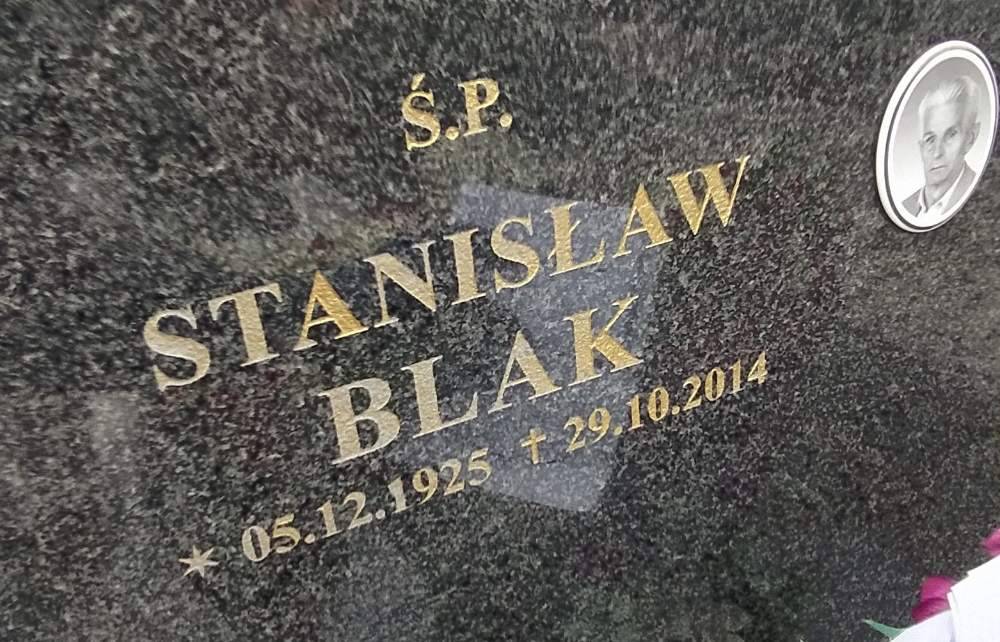 Ś.P.
STANISŁAW
BLAK
* 05.12.1925 † 29.10.2014